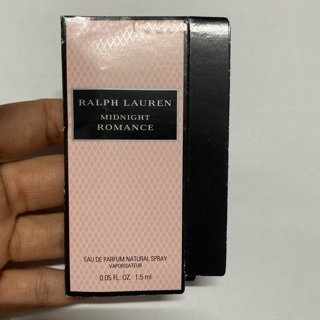 RALPH LAUREN
MIDNIGHT
ROMANCE
EAU DE PARFUM NATURAL SPRAY
VAPORISATEUR
0.05 FL. OZ. 1.5 ml